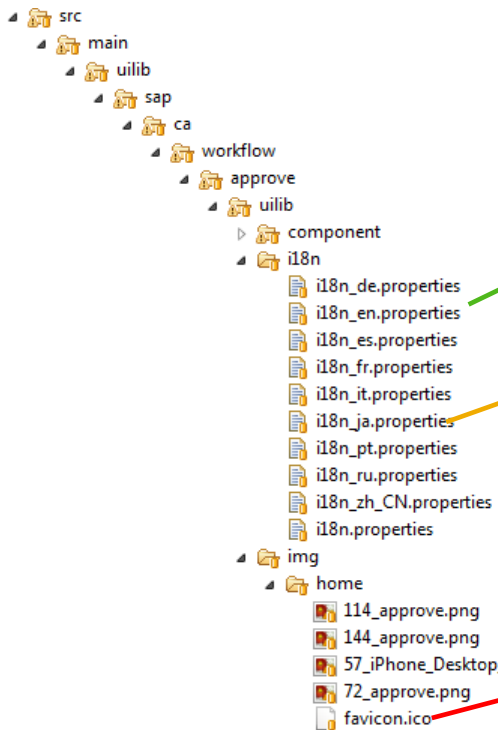 src
main
uilib
sap
ca
workflow
approve
uilib
component
i18n
i18n_de.properties
i18n_en.properties
i18n_es.properties
i18n_fr.properties
i18n_it.properties
i18n_ja.properties
i18n_pt.properties
i18n_ru.properties
i18n_zh_CN.properties
i18n.properties
img
home
114_approve.png
144_approve.png
57_iPhone_Desktop
72_approve.png
favicon.ico